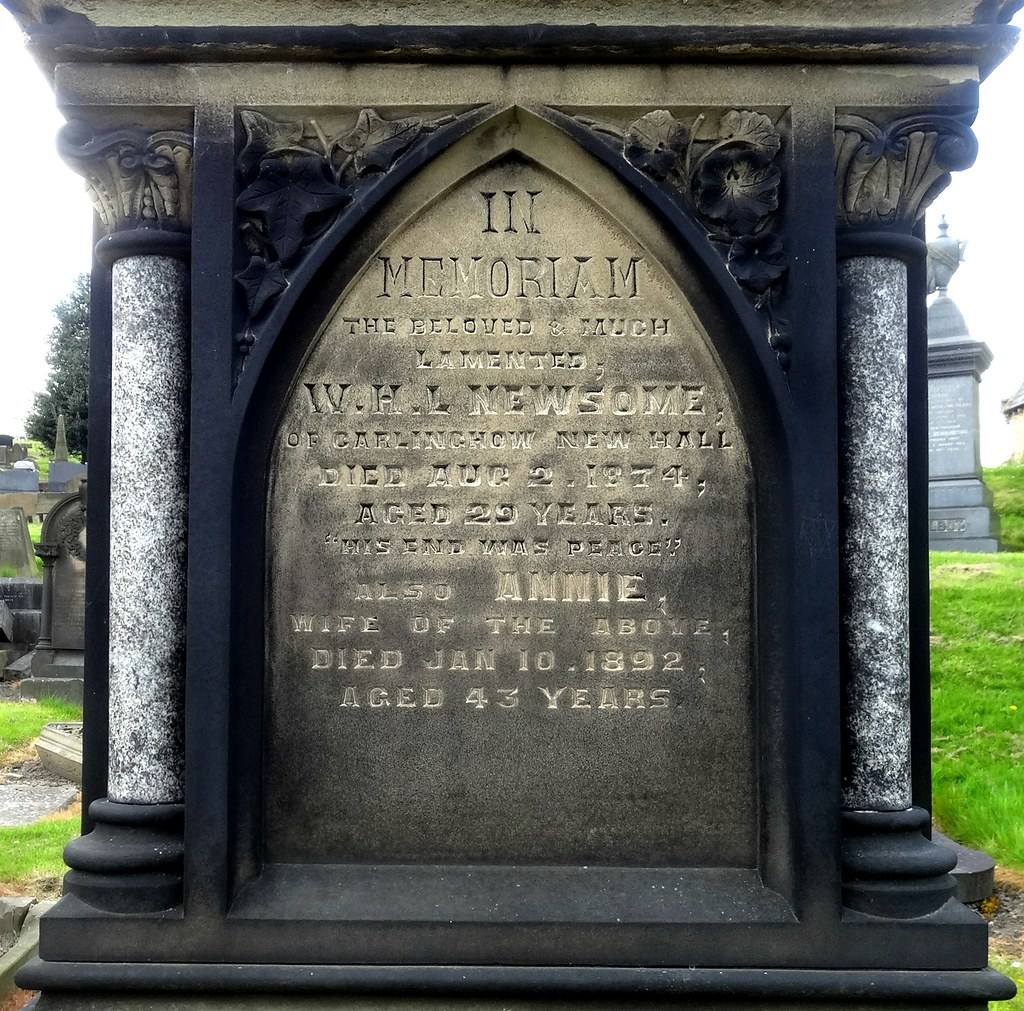 IN
MEMORIAM
THE BELOVED & MUCH
LAMENTED,
W.H.L NEWSOME,
OF CARLINGHOW NEW HALL
DIED AUG 2.1874,
AGED 29 YEARS.
"HIS END WAS PEACE".
ALSO ANNIE,
WIFE OF THE ABOVE,
DIED JAN 10.1892,
AGED 43 YEARS.